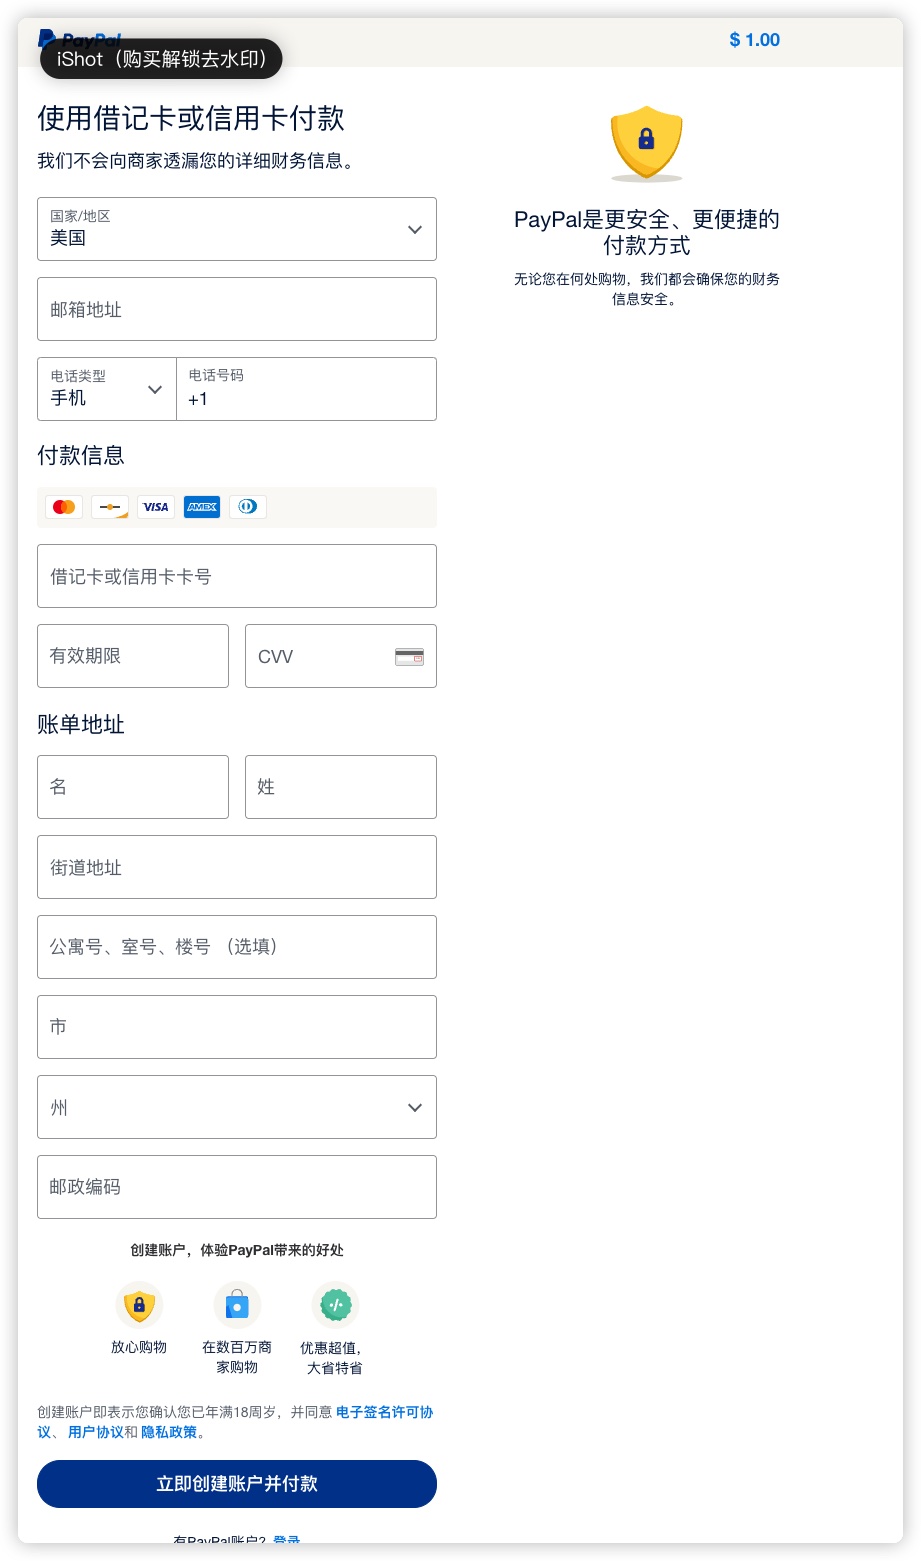 PayPal
$ 1.00
iShot（购买解锁去水印）
使用借记卡或信用卡付款
我们不会向商家透漏您的详细财务信息。
国家/地区
美国
邮箱地址
电话类型
手机
电话号码
+1
付款信息
VISA
AMEX
借记卡或信用卡卡号
有效期限
CVV
账单地址
名
姓
街道地址
公寓号、室号、楼号 （选填）
市
州
邮政编码
创建账户，体验PayPal带来的好处
放心购物
在数百万商
家购物
优惠超值，
大省特省
创建账户即表示您确认您已年满18周岁，并同意 电子签名许可协
议、 用户协议和 隐私政策。
立即创建账户并付款
有PayPal账户？ 登录
PayPal是更安全、更便捷的
付款方式
无论您在何处购物，我们都会确保您的财务
信息安全。